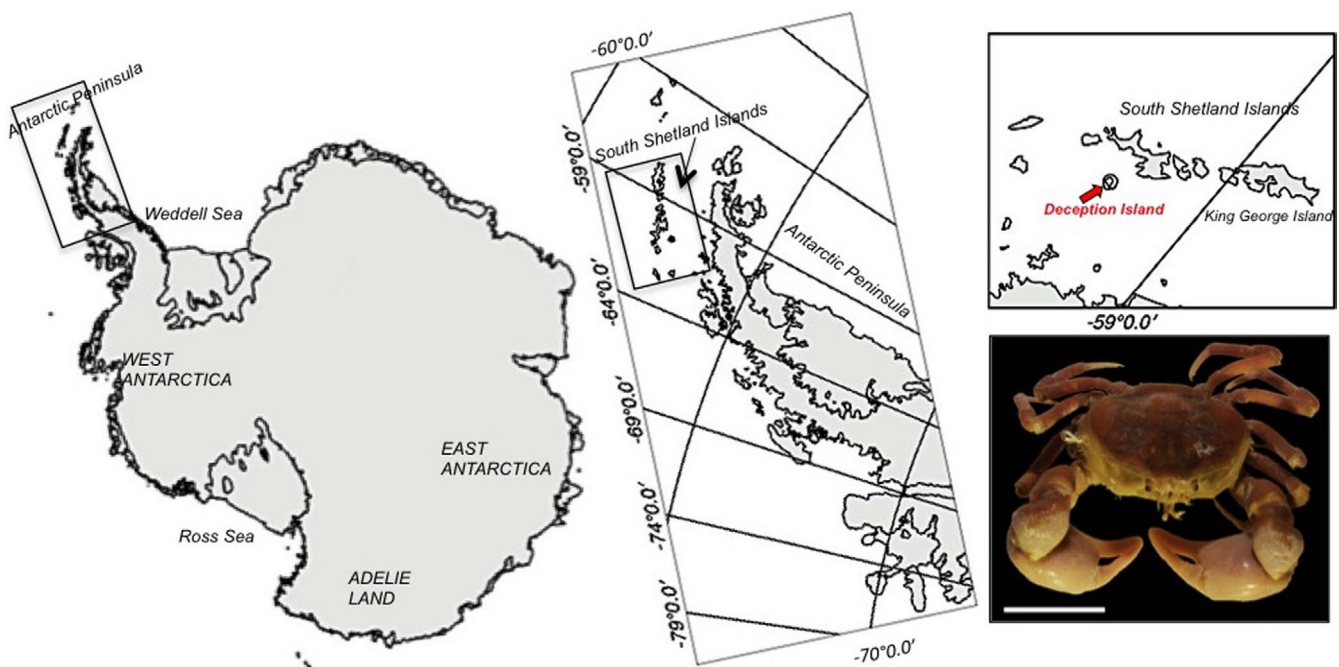 Antarctic Peninsula
Weddell Sea
WEST
ANTARCTICA
EAST
ANTARCTICA
Ross Sea
ADELIE
LAND
-60°0.0'
-59°0.0'
South Shetland Islands
-64°0.0'
Antarctic Peninsula
-69°0.0'
-74°0.0'
-79°0.0'
-70°0.0'
South Shetland Islands
Deception Island
King George Island
-59°0.0'